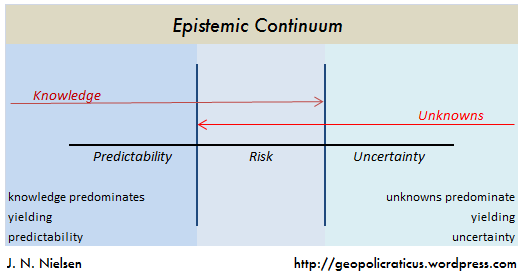 Epistemic Continuum
Knowledge
Unknowns
Predictability Risk Uncertainty
knowledge predominates
yielding
predictability
unknowns predominate
yielding
uncertainty
J. N. Nielsen http://geopolicraticus.wordpress.com